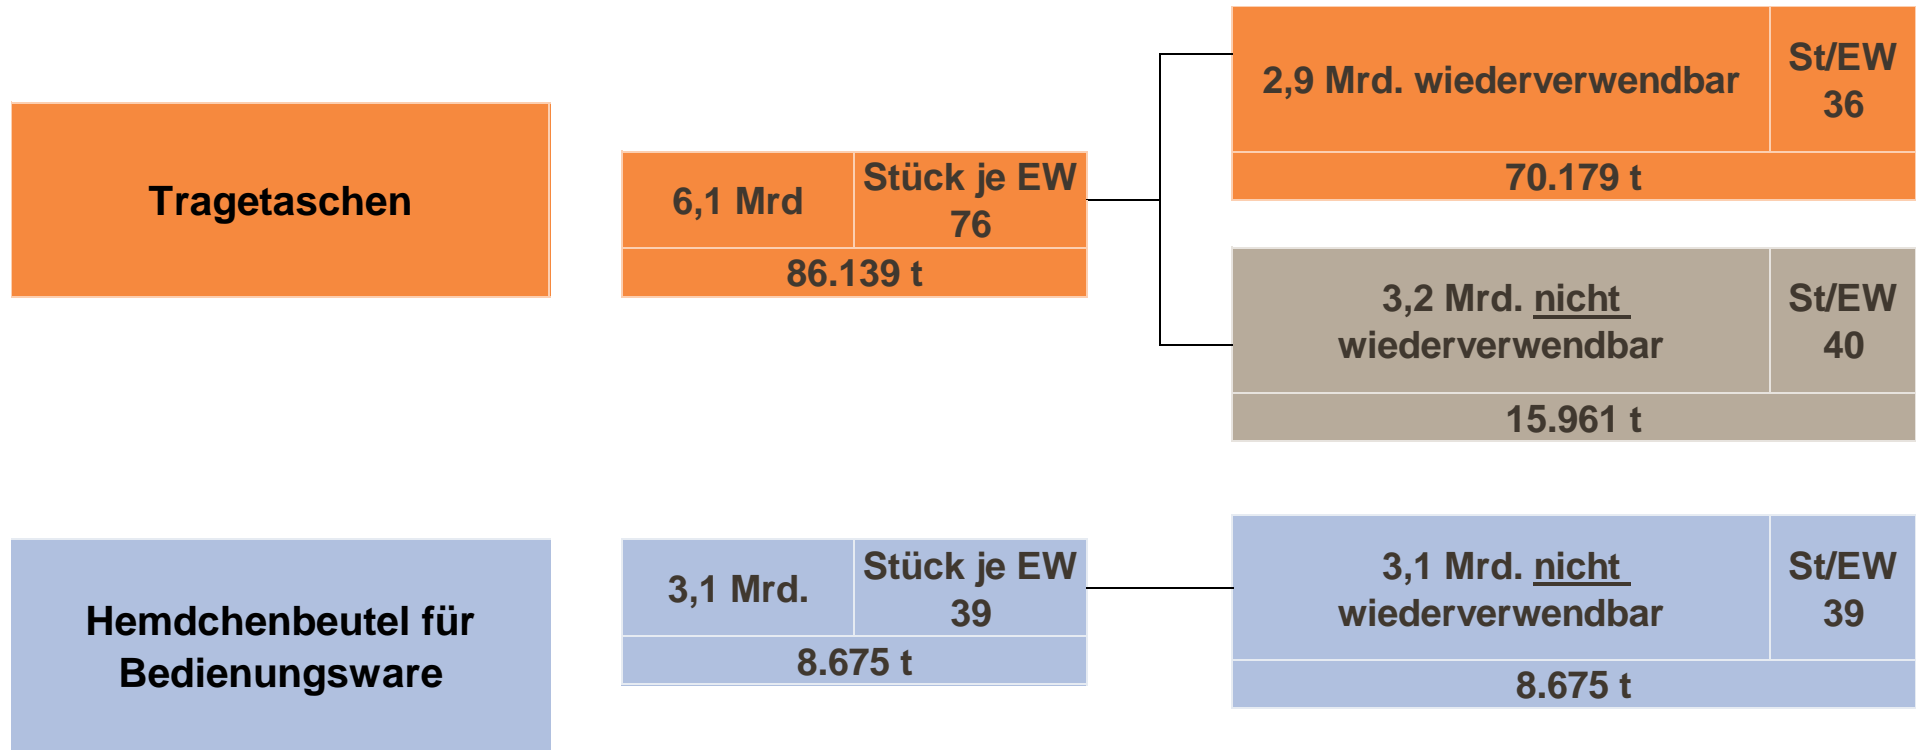 Tragetaschen
6,1 Mrd
Stück je EW
76
86.139 t
2,9 Mrd. wiederverwendbar
St/EW
36
70.179 t
3,2 Mrd. nicht
wiederverwendbar
St/EW
40
15.961 t
Hemdchenbeutel für
Bedienungsware
3,1 Mrd.
Stück je EW
39
8.675 t
3,1 Mrd. nicht
wiederverwendbar
St/EW
39
8.675 t